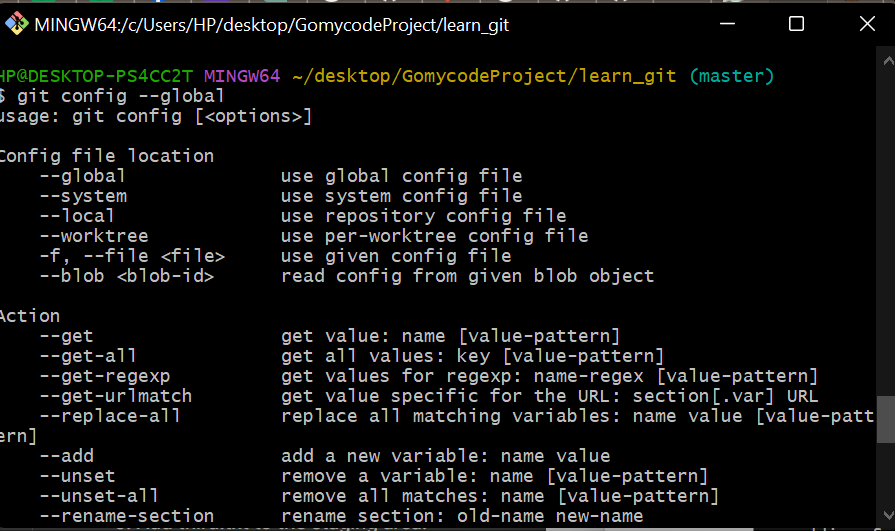 MINGW64:/c/Users/HP/desktop/GomycodeProject/learn_git
HP@DESKTOP-PS4CC2T MINGW64 ~/desktop/GomycodeProject/learn_git (master)
$ git config --global
usage: git config [<options>]
Config file location
--global use global config file
--system use system config file
--local use repository config file
--worktree use per-worktree config file
-f, --file <file> use given config file
--blob <blob-id> read config from given blob object
Action
--get get value: name [value-pattern]
--get-all get all values: key [value-pattern]
--get-regexp get values for regexp: name-regex [value-pattern]
--get-urlmatch get value specific for the URL: section[.var] URL
--replace-all replace all matching variables: name value [value-patt
ern]
--add add a new variable: name value
--unset remove a variable: name [value-pattern]
--unset-all remove all matches: name [value-pattern]
--rename-section rename section: old-name new-name